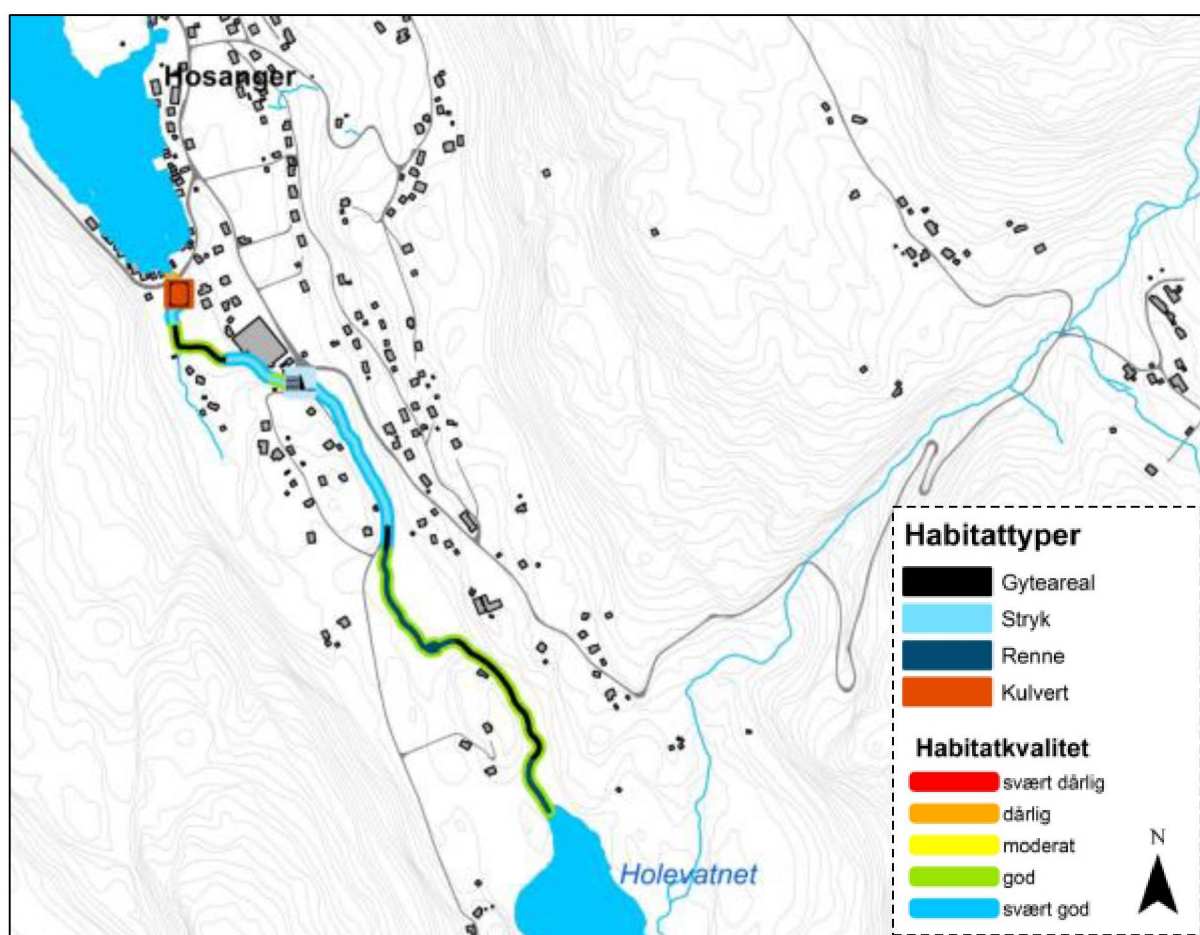 Hosanger
Habitattyper
Gyteareal
Stryk
Renne
Kulvert
Habitatkvalitet
svært dårlig
dårlig
moderat
god
svært god
N
Holevatnet